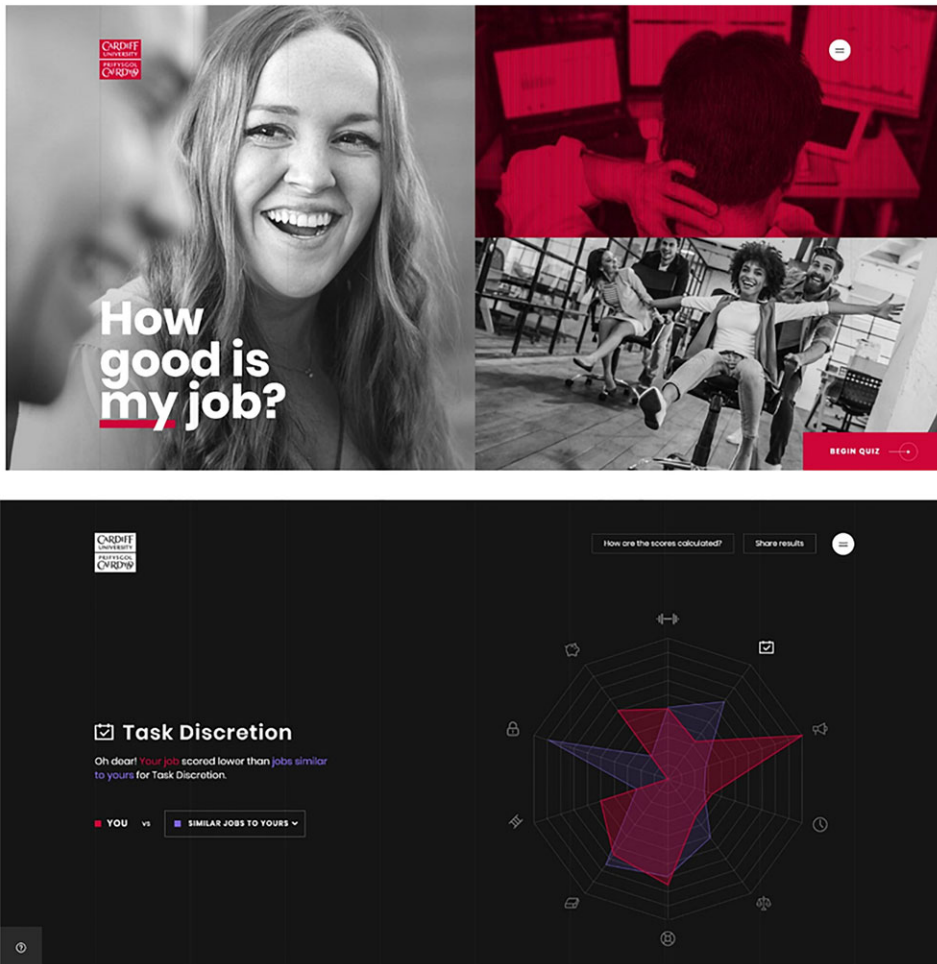 CARDIFF
UNIVERSITY
PRIFYSGOL
CAERDYDD
How
good is
my job?
BEGIN QUIZ
CARDIFF
UNIVERSITY
PRIFYSGOL
CAERDYDD
How are the scores calculated?
Share results
Task Discretion
Oh dear! Your job scored lower than jobs similar
to yours for Task Discretion.
YOU vs SIMILAR JOBS TO YOURS